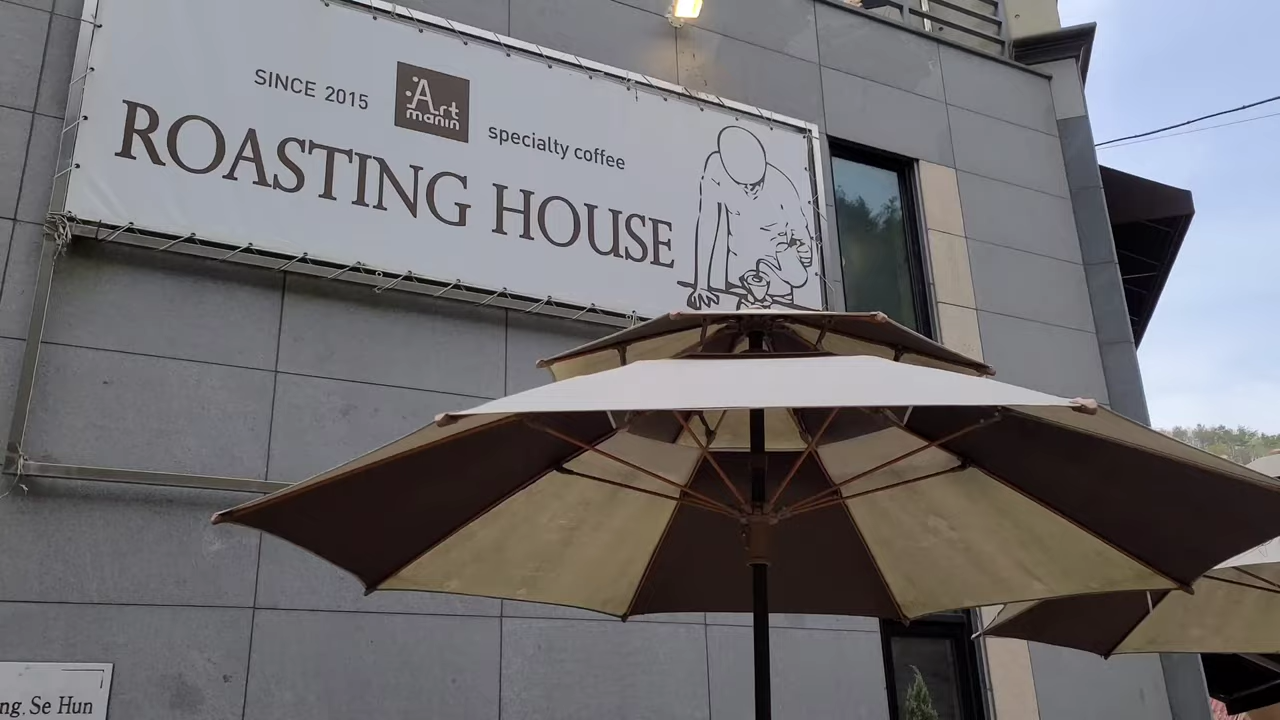 SINCE 2015
Art
manin
specialty coffee
ROASTING HOUSE
ng, Se Hun